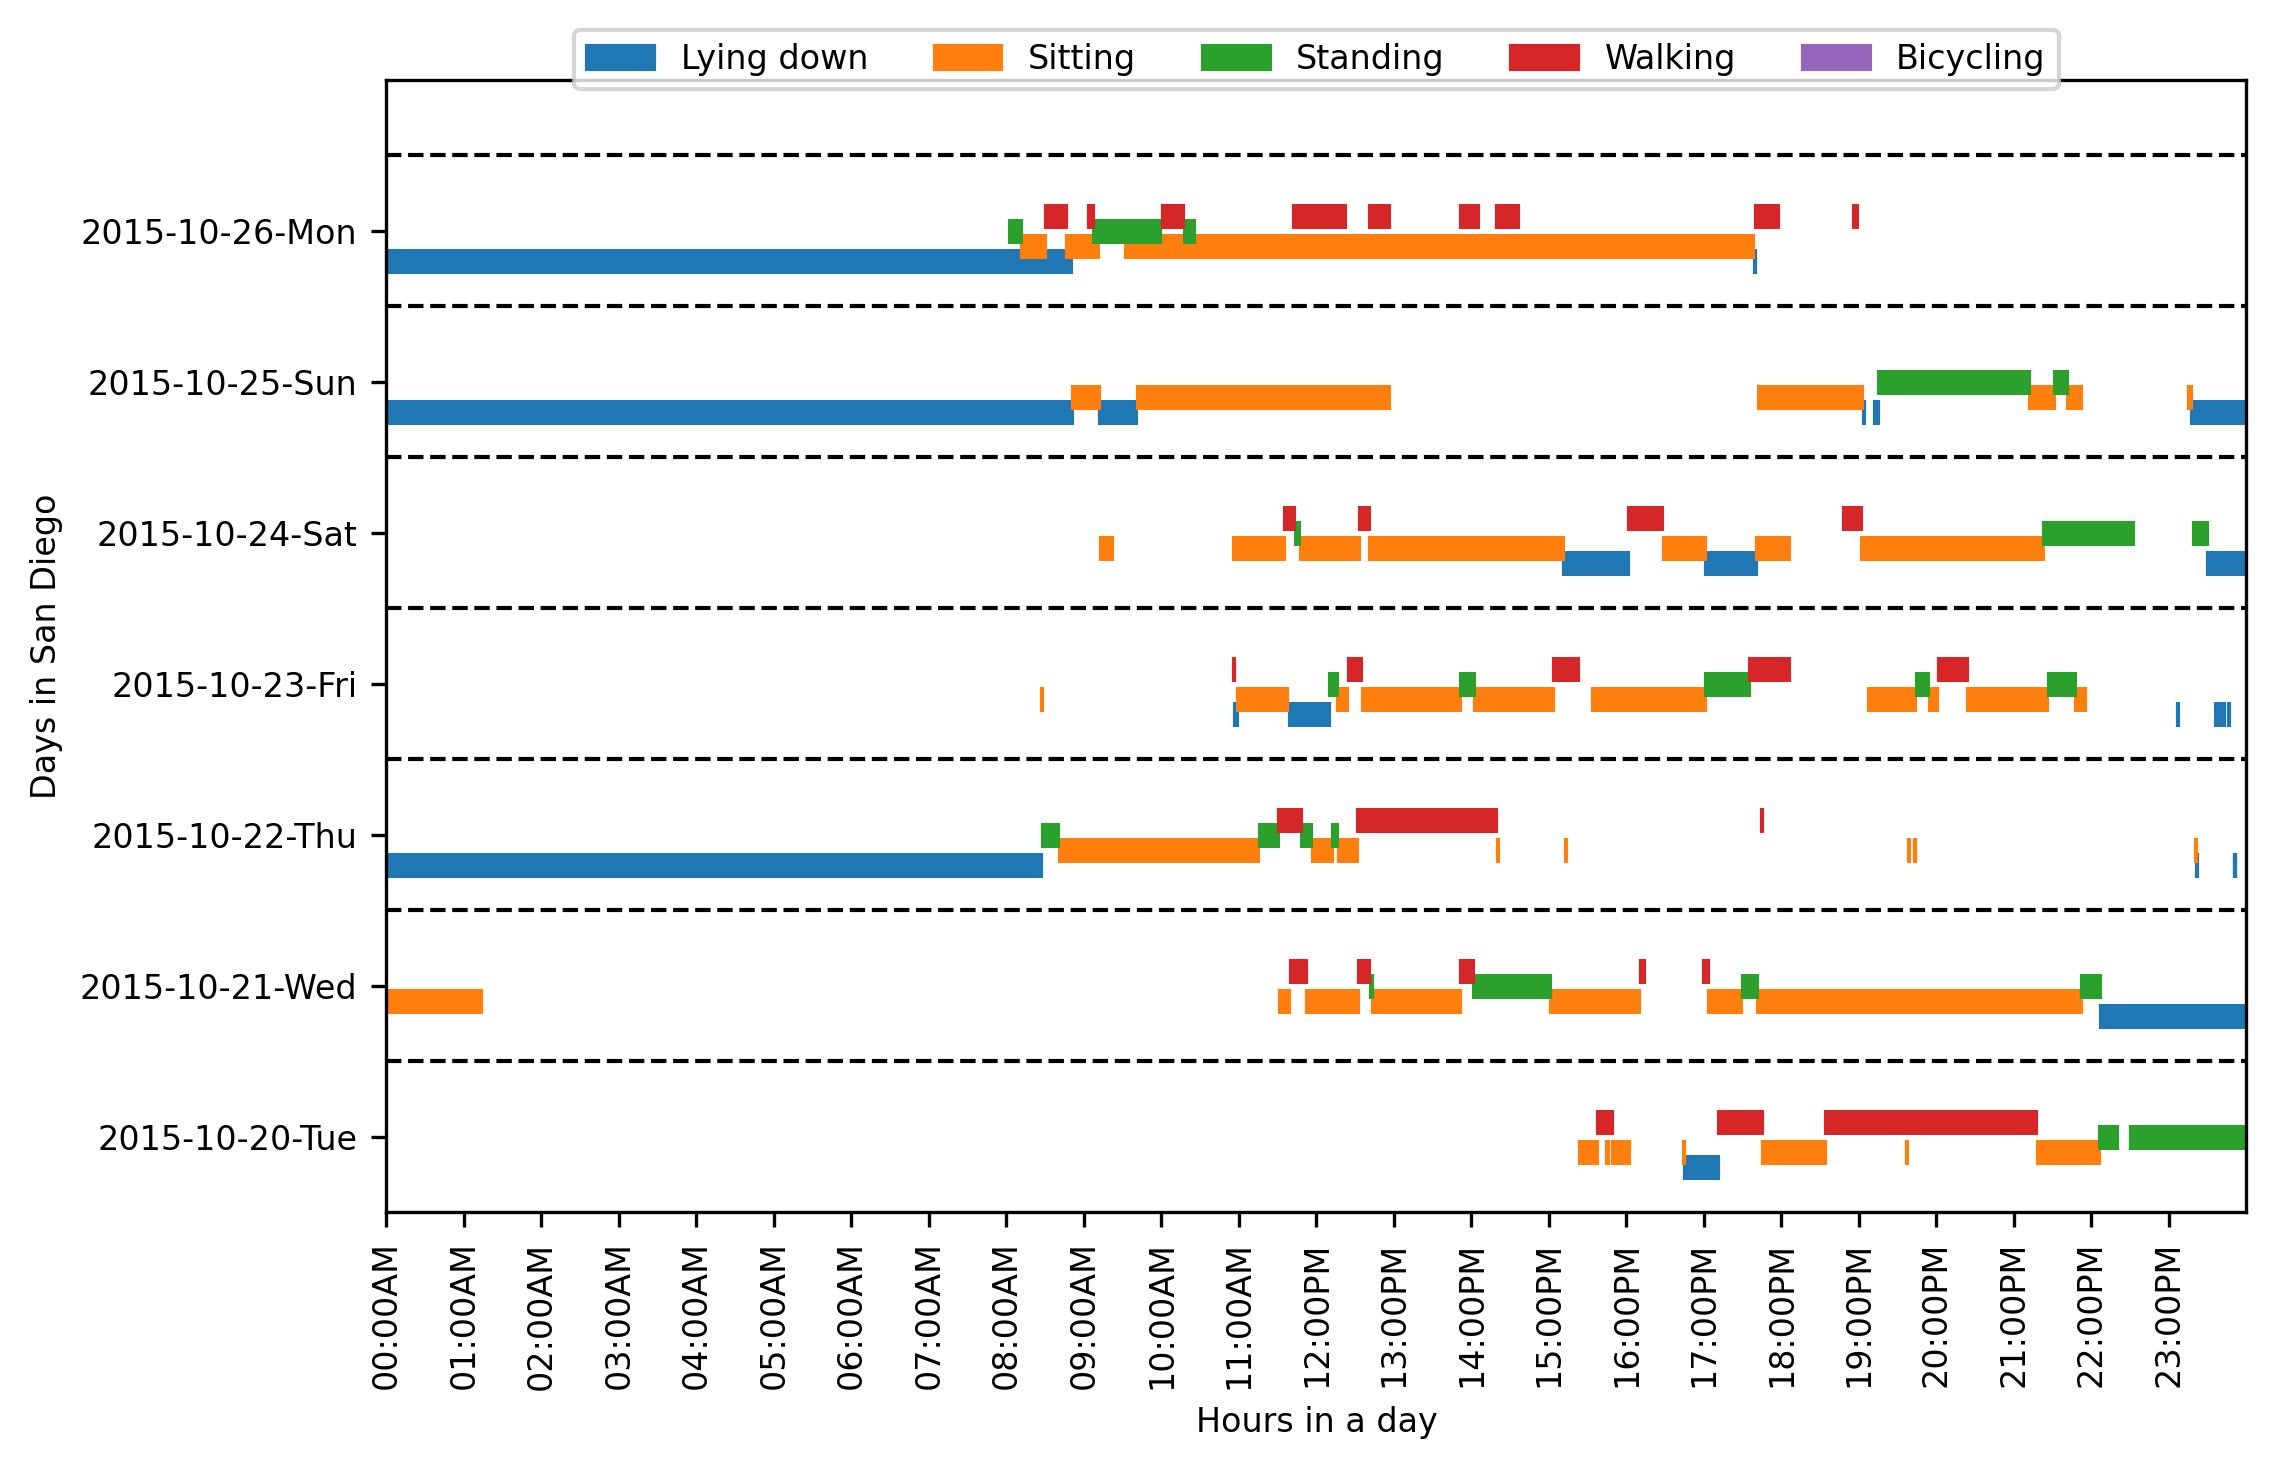 Lying down Sitting Standing Walking Bicycling
2015-10-26-Mon
2015-10-25-Sun
2015-10-24-Sat
2015-10-23-Fri
2015-10-22-Thu
2015-10-21-Wed
2015-10-20-Tue
Days in San Diego
00:00AM
01:00AM
02:00AM
03:00AM
04:00AM
05:00AM
06:00AM
07:00AM
08:00AM
09:00AM
10:00AM
11:00AM
12:00PM
13:00PM
14:00PM
15:00PM
16:00PM
17:00PM
18:00PM
19:00PM
20:00PM
21:00PM
22:00PM
23:00PM
Hours in a day